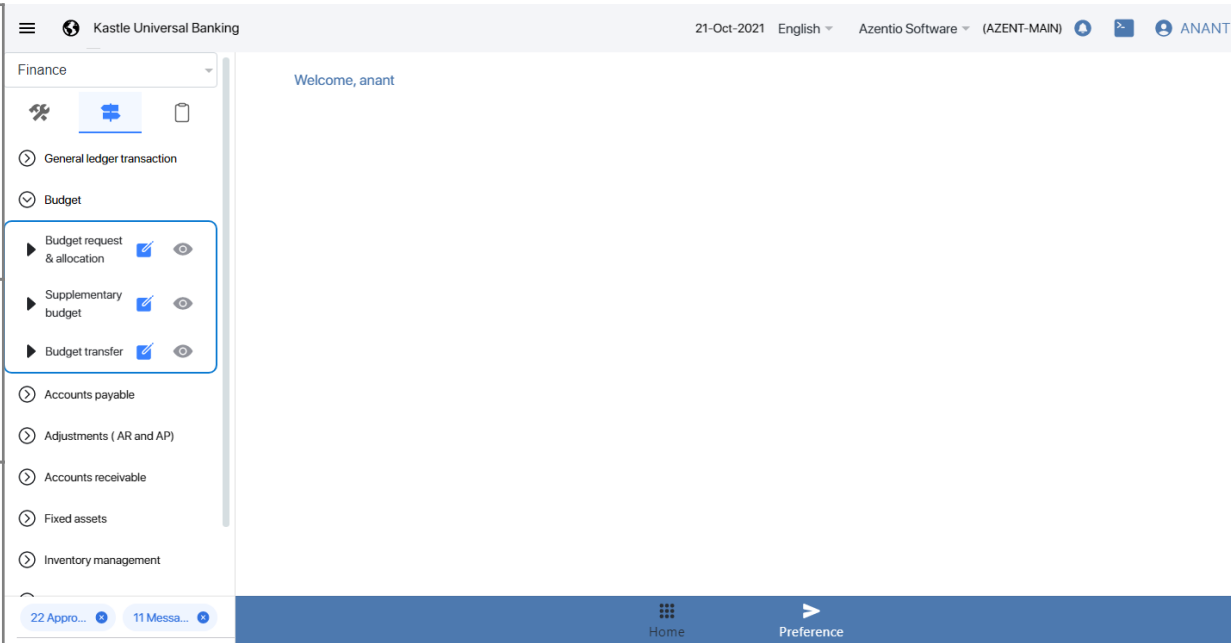 Kastle Universal Banking
21-Oct-2021 English Azentio Software (AZENT-MAIN) ANANT
Finance
Welcome, anant
General ledger transaction
Budget
Budget request
& allocation
Supplementary
budget
Budget transfer
Accounts payable
Adjustments ( AR and AP)
Accounts receivable
Fixed assets
Inventory management
22 Appro... 11 Messa...
Home Preference